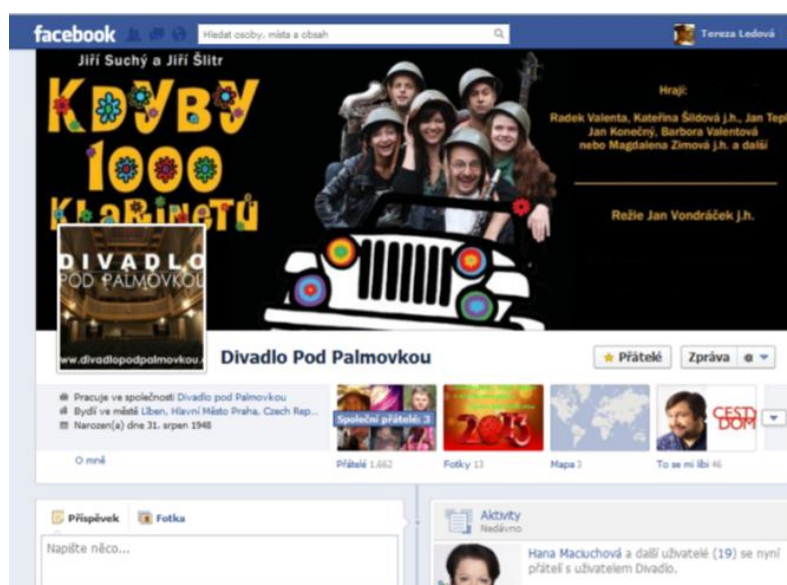 facebook
Hledat osoby, místa a obsah
Tereza Ledová
Jiří Suchý a Jiří Šlitr
KDYBY
1000
KLARINETŮ
Hrají:
Radek Valenta, Kateřina Šildová j.h., Jan Tepl
Jan Konečný, Barbora Valentová
nebo Magdalena Zimová j.h. a další
Režie Jan Vondráček j.h.
DIVADLO
POD PALMOVKOU
www.divadlopodpalmovkou.
Divadlo Pod Palmovkou
Přátelé
Zpráva
Pracuje ve společnosti Divadlo pod Palmovkou
Bydlí ve městě Liben, Hlavní Město Praha, Czech Rep...
Narozen(a) dne 31. srpen 1948
O mně
Společní přátelé: 3
2013
CESTY
DOMŮ
Přátelé 1.662
Fotky 13
Mapa 3
To se mi líbí 46
Příspěvek
Fotka
Napište něco...
Aktivity
Nedávno
Hana Maciuchová a další uživatelé (19) se nyní
přátelí s uživatelem Divadlo.